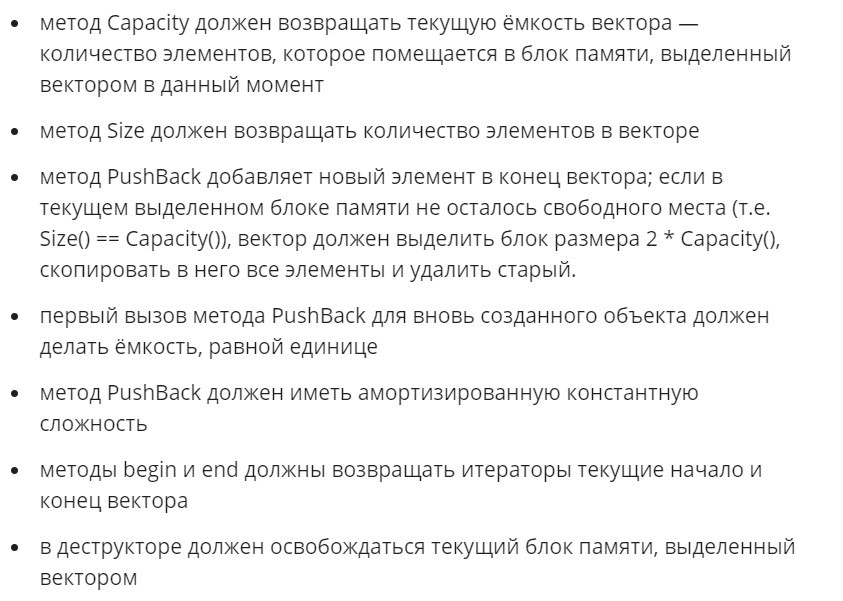 • метод Capacity должен возвращать текущую ёмкость вектора —
количество элементов, которое помещается в блок памяти, выделенный
вектором в данный момент
• метод Size должен возвращать количество элементов в векторе
• метод PushBack добавляет новый элемент в конец вектора; если в
текущем выделенном блоке памяти не осталось свободного места (т.е.
Size() == Capacity()), вектор должен выделить блок размера 2 * Capacity(),
скопировать в него все элементы и удалить старый.
• первый вызов метода PushBack для вновь созданного объекта должен
делать ёмкость, равной единице
• метод PushBack должен иметь амортизированную константную
сложность
• методы begin и end должны возвращать итераторы текущие начало и
конец вектора
• в деструкторе должен освобождаться текущий блок памяти, выделенный
вектором